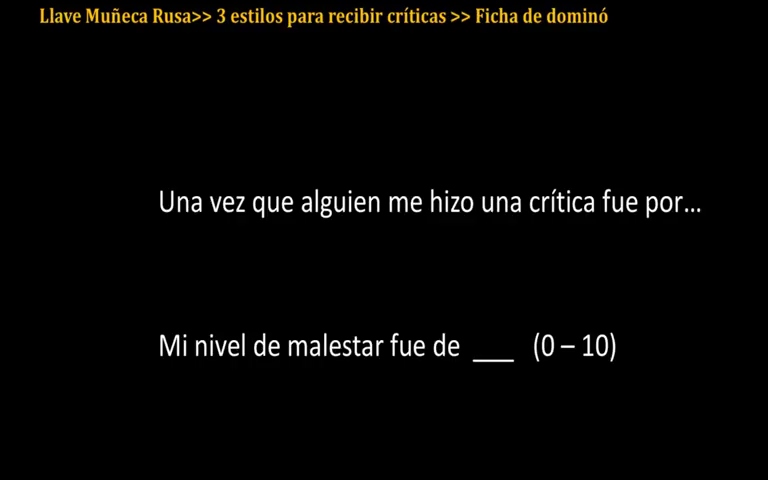 Llave Muñeca Rusa>> 3 estilos para recibir críticas >> Ficha de dominó
Una vez que alguien me hizo una crítica fue por...
Mi nivel de malestar fue de ___ (0 – 10)